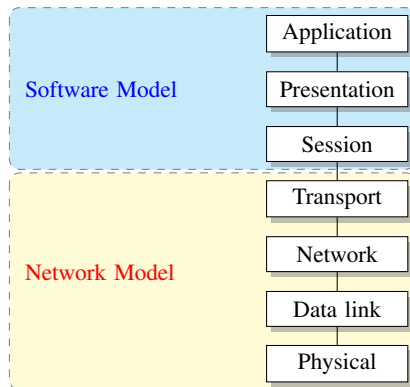 Application
Software Model
Presentation
Session
Transport
Network
Network Model
Data link
Physical